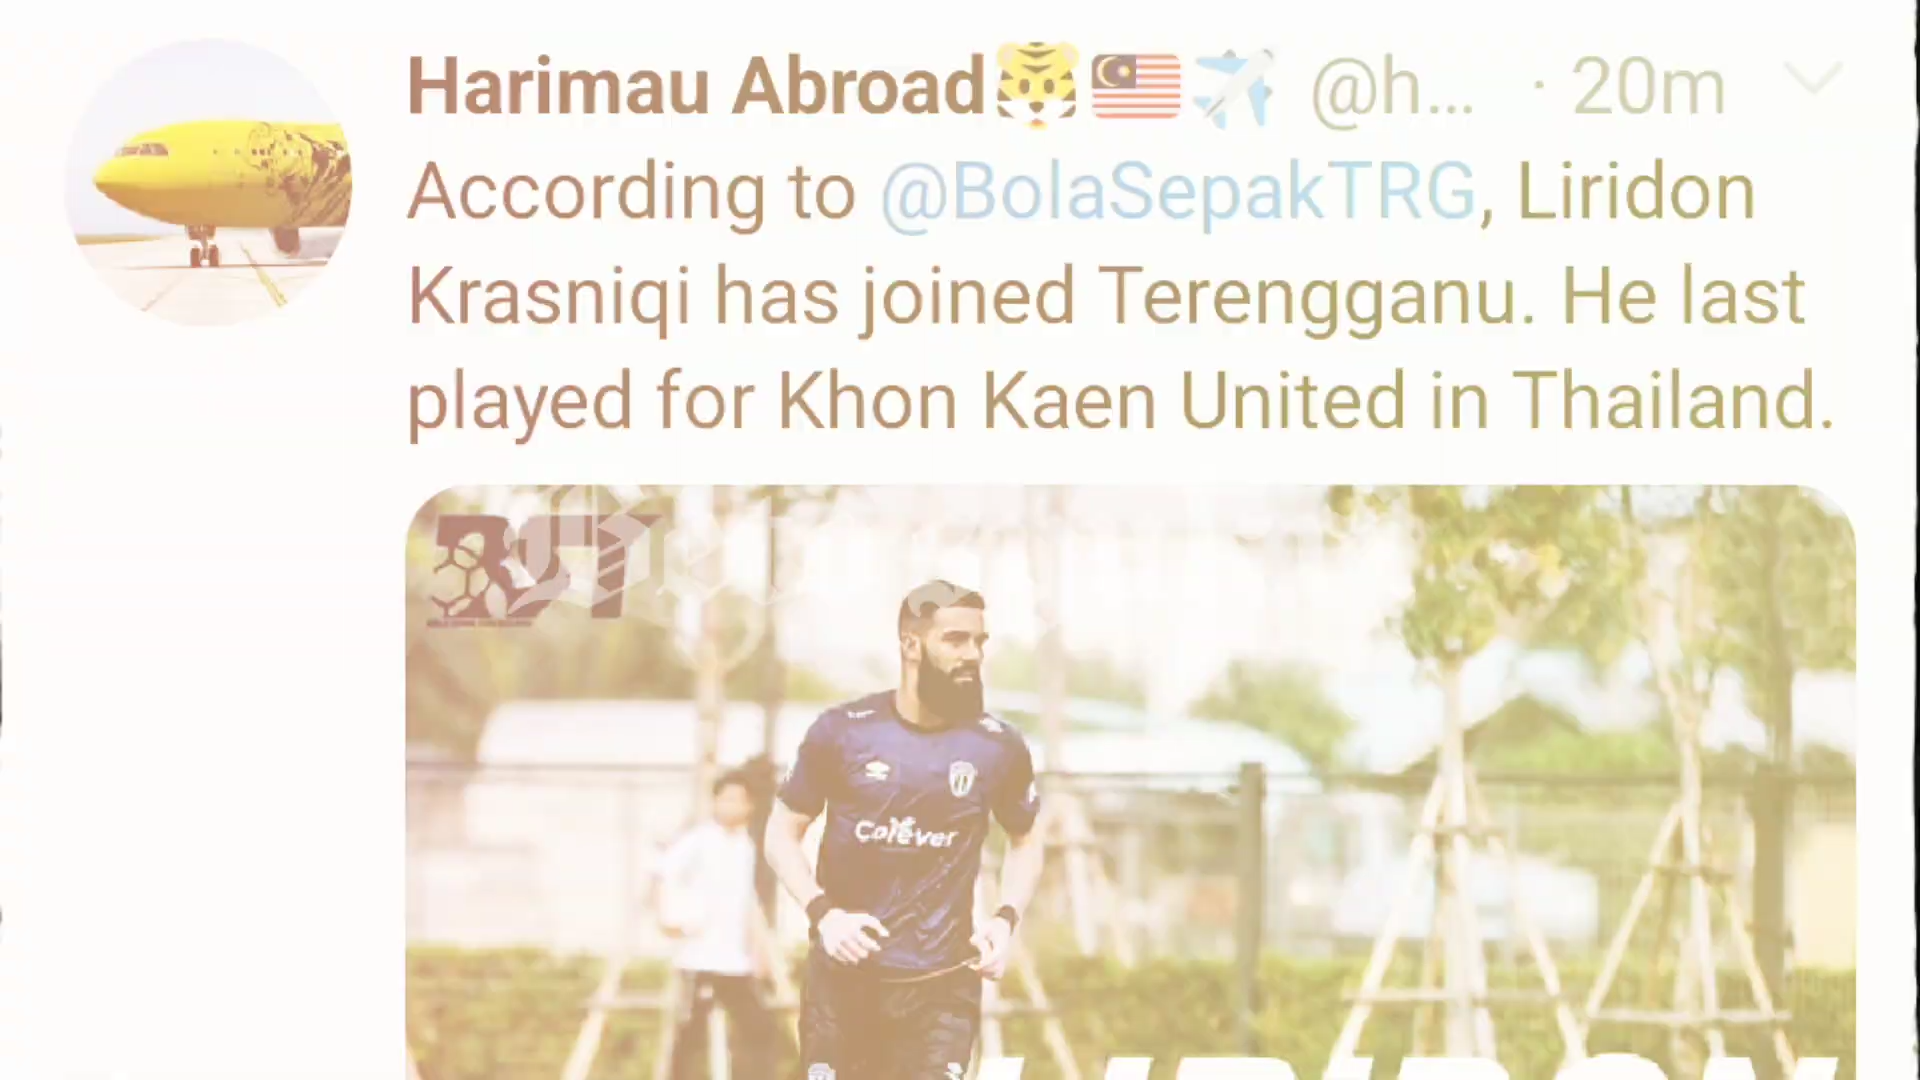 Harimau Abroad🐯🇲🇾✈️ @h... · 20m
According to @BolaSepakTRG, Liridon
Krasniqi has joined Terengganu. He last
played for Khon Kaen United in Thailand.
Colever